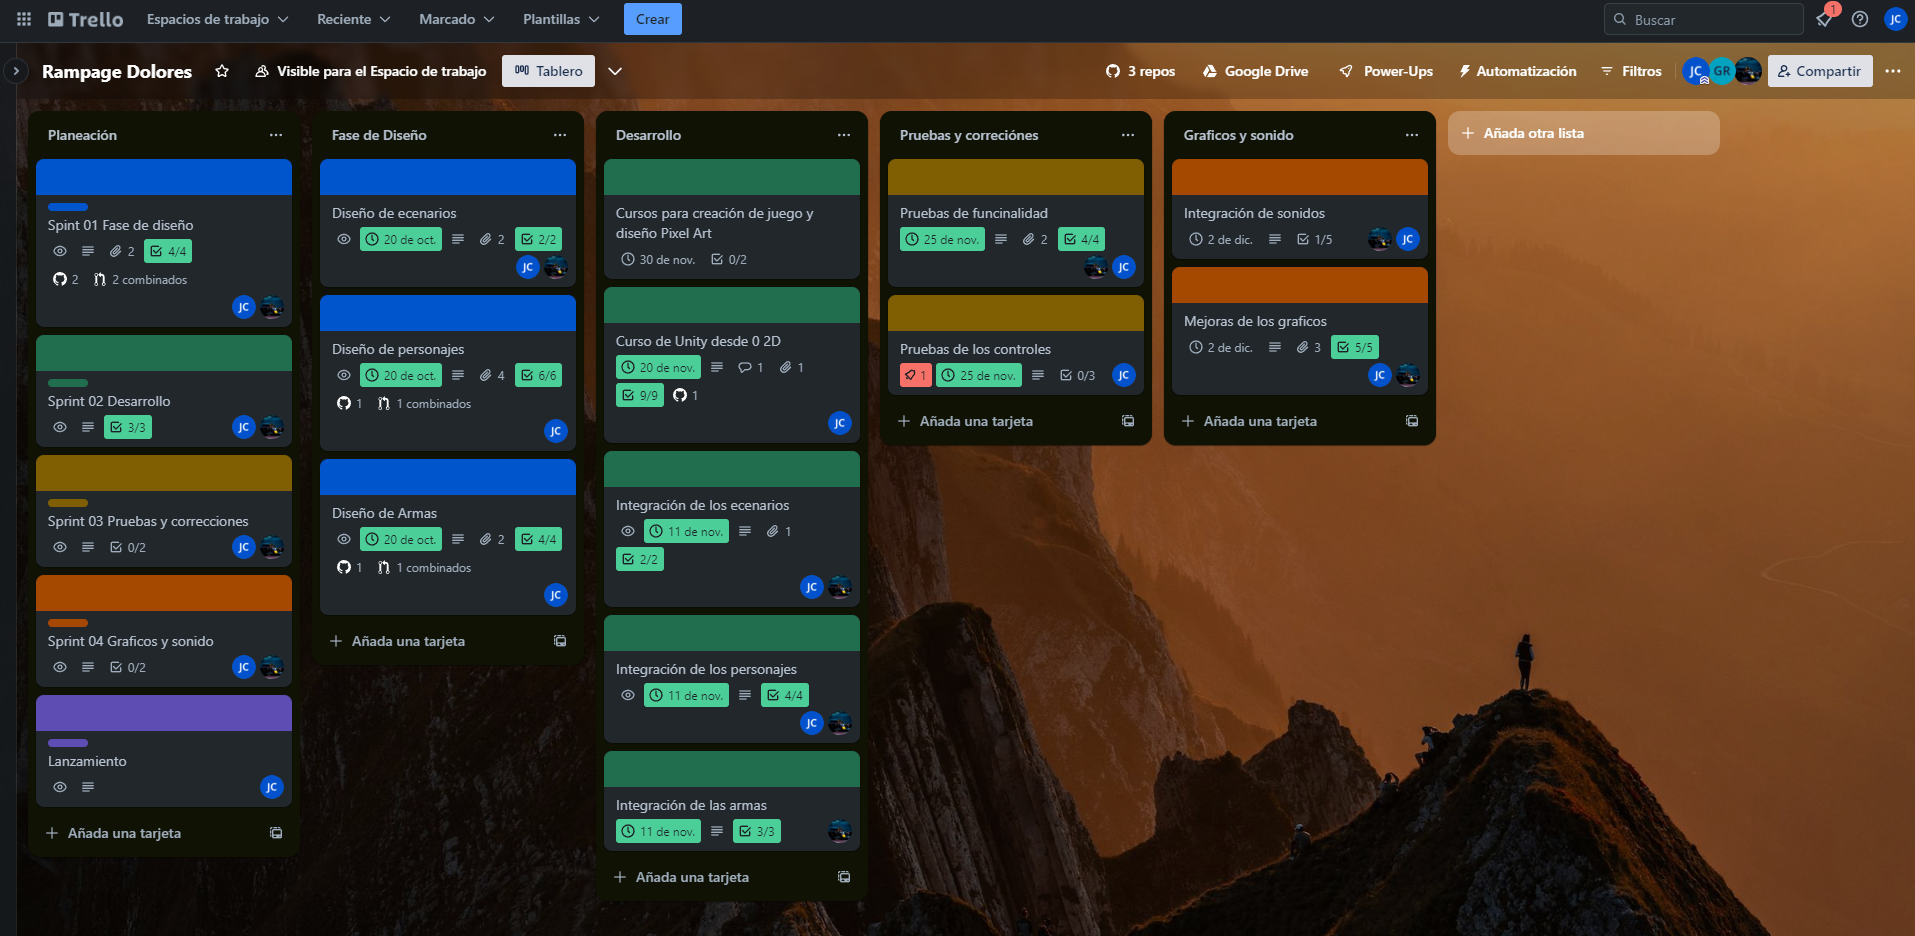 Trello Espacios de trabajo Reciente Marcado Plantillas Crear Buscar 1 JC
Rampage Dolores Visible para el Espacio de trabajo Tablero 3 repos Google Drive Power-Ups Automatización Filtros JC GR Compartir
Planeación
Spint 01 Fase de diseño
2 4/4
2 2 combinados
JC
Sprint 02 Desarrollo
3/3 JC
Sprint 03 Pruebas y correcciones
0/2 JC
Sprint 04 Graficos y sonido
0/2 JC
Lanzamiento
JC
Añada una tarjeta
Fase de Diseño
Diseño de ecenarios
20 de oct. 2 2/2
JC
Diseño de personajes
20 de oct. 4 6/6
1 1 combinados
JC
Diseño de Armas
20 de oct. 2 4/4
1 1 combinados
JC
Añada una tarjeta
Desarrollo
Cursos para creación de juego y
diseño Pixel Art
30 de nov. 0/2
Curso de Unity desde 0 2D
20 de nov. 1 1
9/9 1
JC
Integración de los ecenarios
11 de nov. 1
2/2
JC
Integración de los personajes
11 de nov. 4/4
JC
Integración de las armas
11 de nov. 3/3
Añada una tarjeta
Pruebas y correciónes
Pruebas de funcinalidad
25 de nov. 2 4/4
JC
Pruebas de los controles
1 25 de nov. 0/3 JC
Añada una tarjeta
Graficos y sonido
Integración de sonidos
2 de dic. 1/5 JC
Mejoras de los graficos
2 de dic. 3 5/5
JC
Añada una tarjeta
Añada otra lista